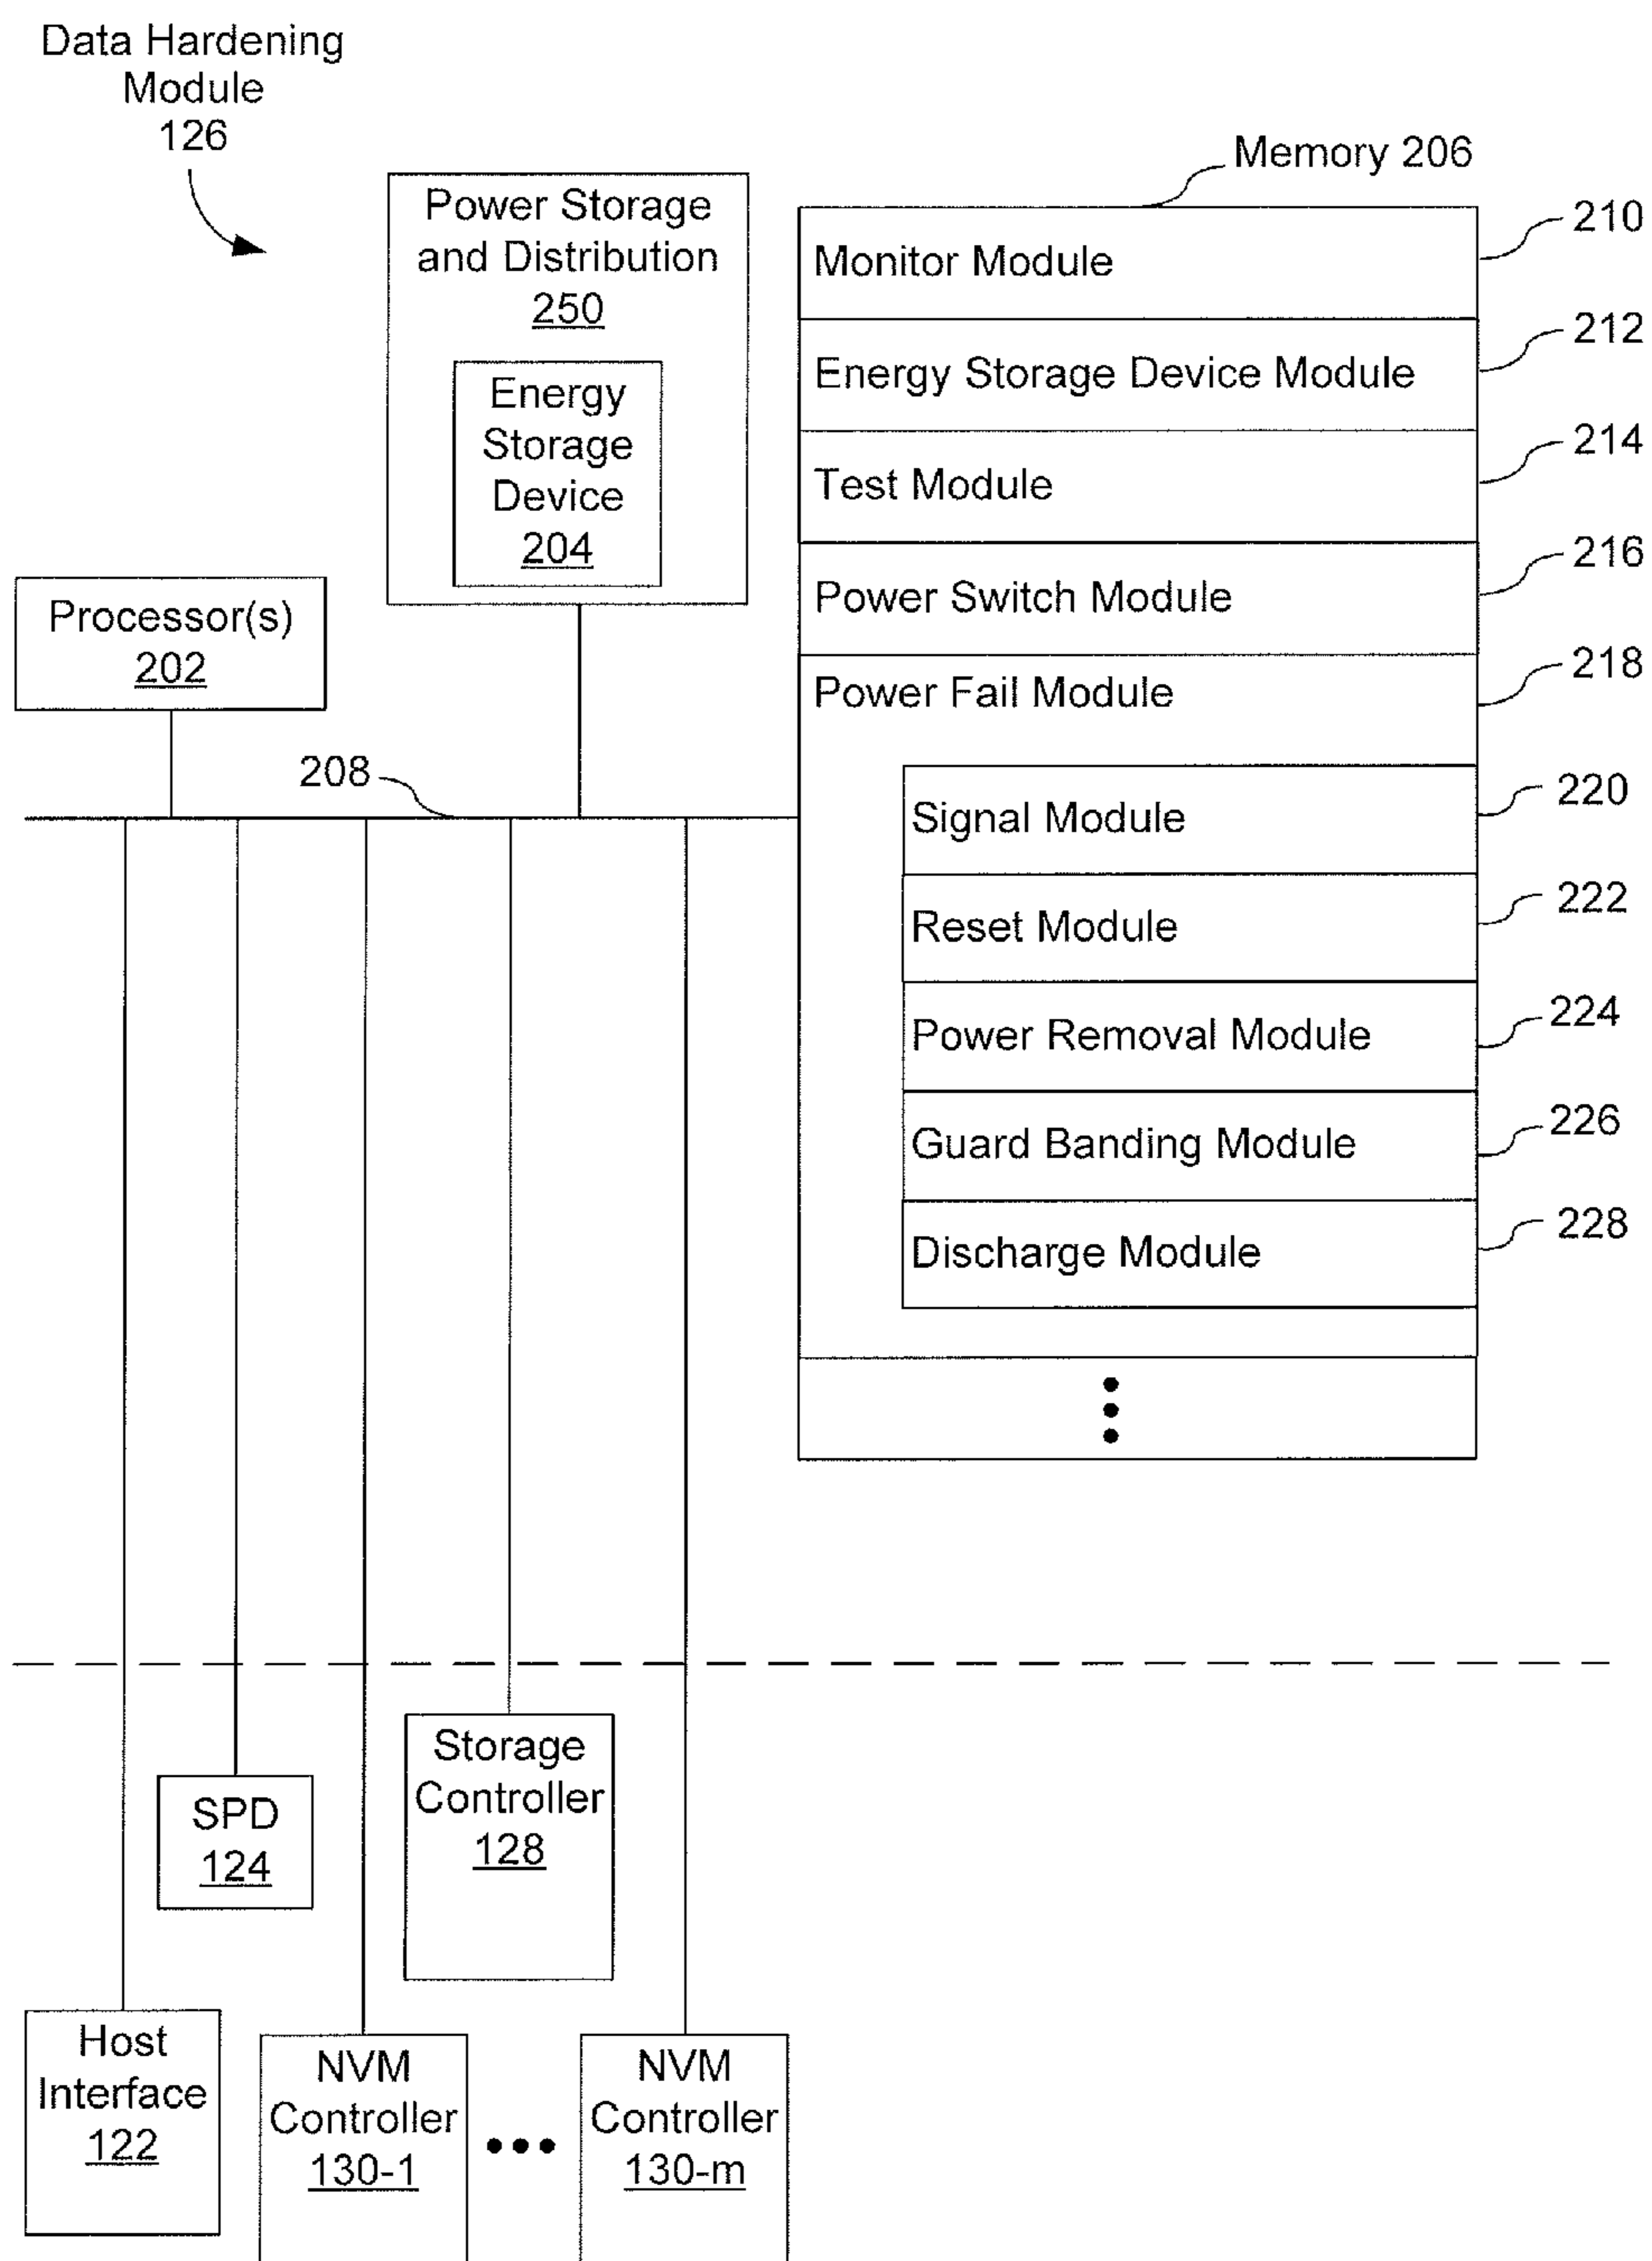 Data Hardening
Module
126
Power Storage
and Distribution
250
Energy
Storage
Device
204
Processor(s)
202
208
Memory 206
Monitor Module
210
Energy Storage Device Module
212
Test Module
214
Power Switch Module
216
Power Fail Module
218
Signal Module
220
Reset Module
222
Power Removal Module
224
Guard Banding Module
226
Discharge Module
228
Storage
Controller
128
SPD
124
Host
Interface
122
NVM
Controller
130-1
NVM
Controller
130-m